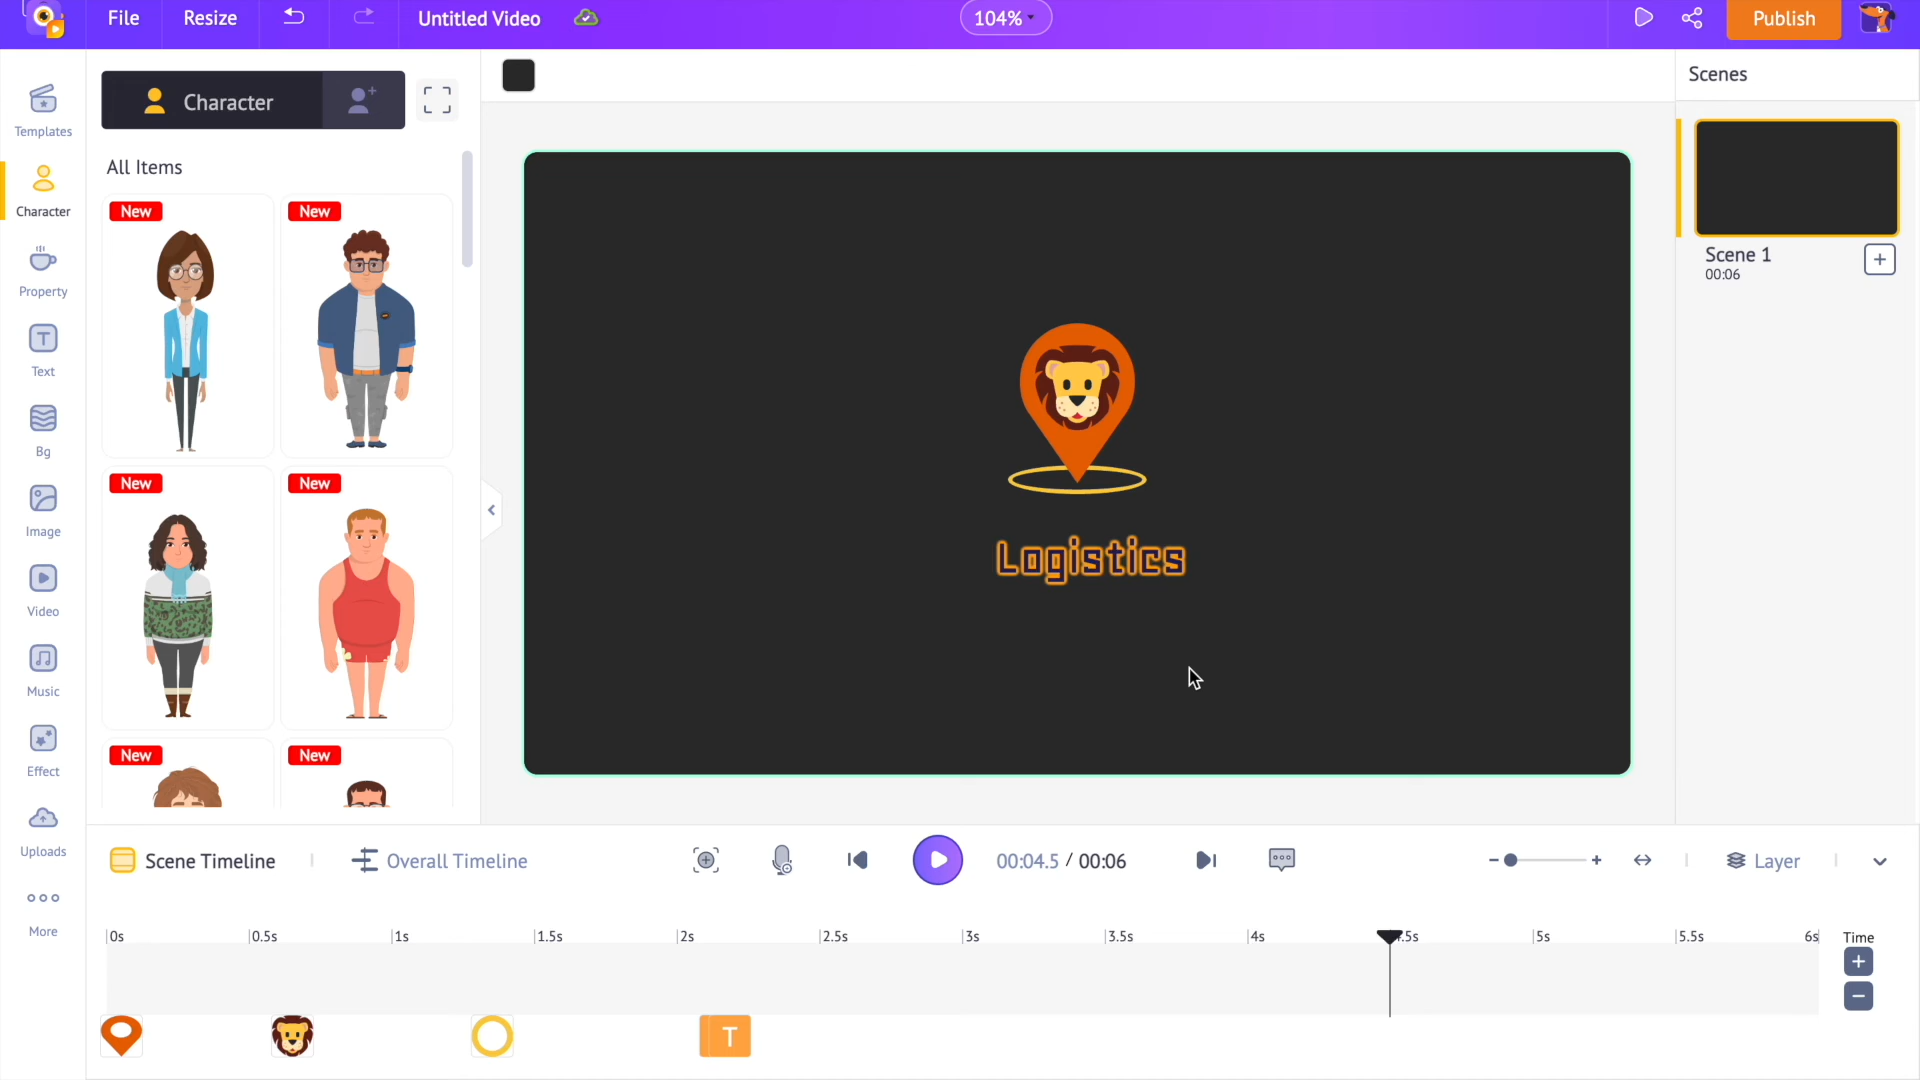 File
Resize
Untitled Video
104%
Publish
Templates
Character
Property
Text
Bg
Image
Video
Music
Effect
Uploads
More
Character
All Items
New
New
New
New
New
New
Logistics
Scenes
Scene 1
00:06
Scene Timeline
Overall Timeline
00:04.5 / 00:06
Layer
0s
0.5s
1s
1.5s
2s
2.5s
3s
3.5s
4s
.5s
5s
5.5s
6s
Time
T